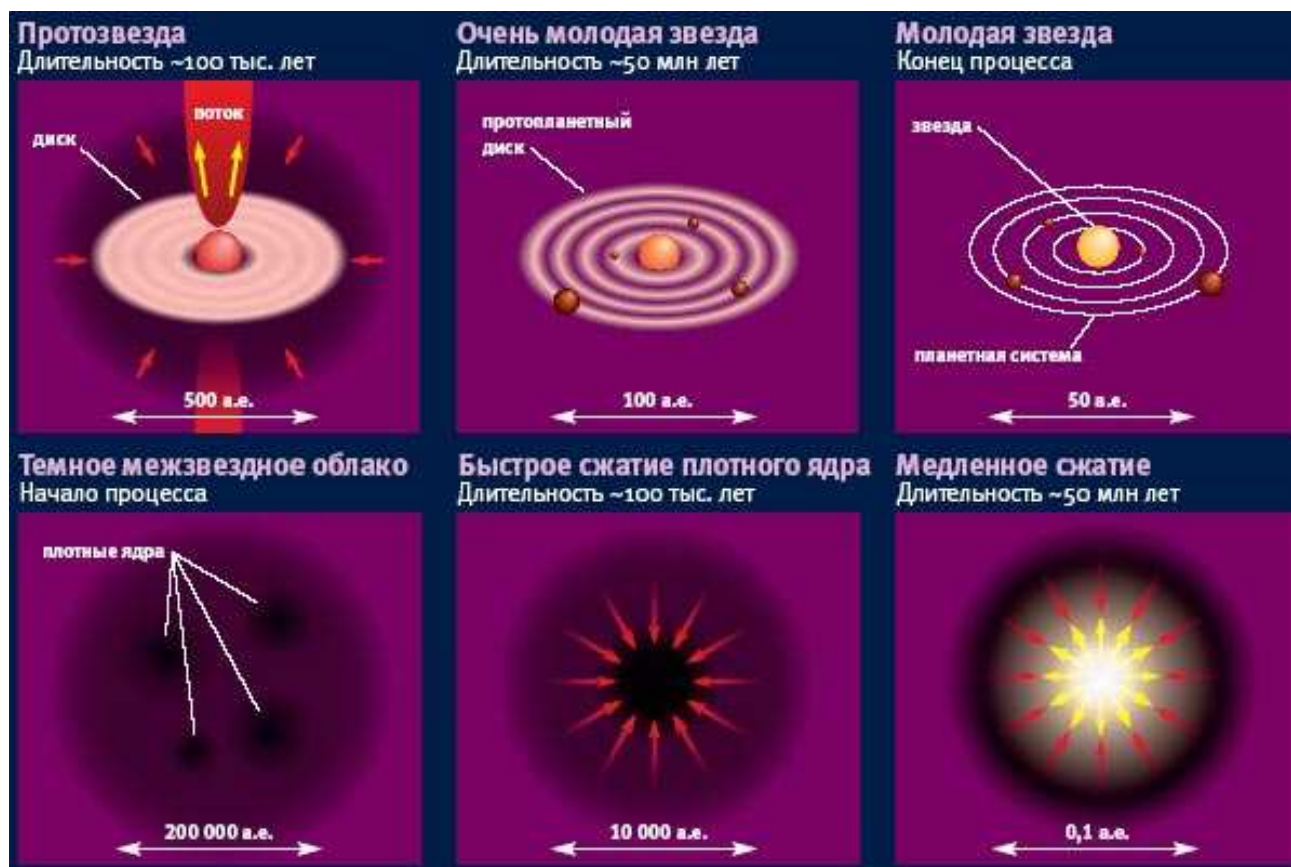 Протозвезда
Длительность ~100 тыс. лет
поток
диск
500 а.е.
Очень молодая звезда
Длительность ~50 млн лет
протопланетный
диск
100 а.е.
Молодая звезда
Конец процесса
звезда
планетная система
50 а.е.
Темное межзвездное облако
Начало процесса
плотные ядра
200 000 а.е.
Быстрое сжатие плотного ядра
Длительность ~100 тыс. лет
10 000 а.е.
Медленное сжатие
Длительность ~50 млн лет
0,1 а.е.